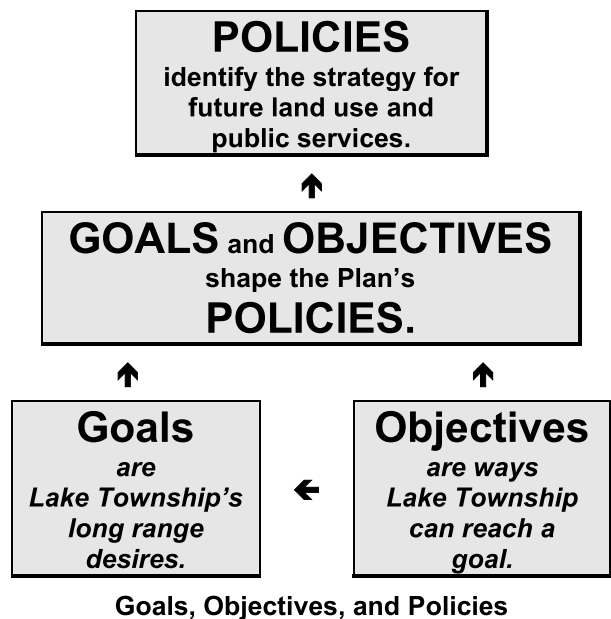 POLICIES
identify the strategy for
future land use and
public services.
GOALS and OBJECTIVES
shape the Plan’s
POLICIES.
Goals
are
Lake Township’s
long range
desires.
Objectives
are ways
Lake Township
can reach a
goal.
Goals, Objectives, and Policies